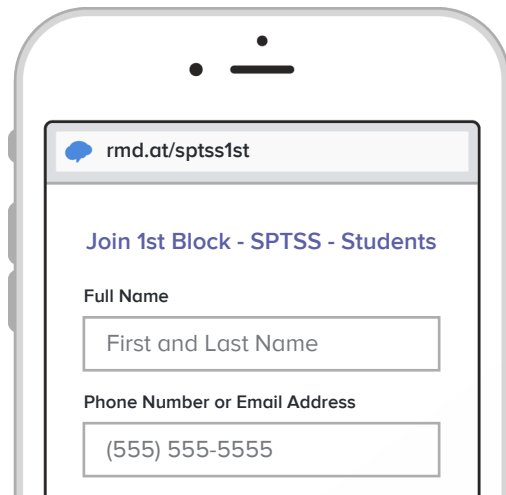 rmd.at/sptss1st
Join 1st Block - SPTSS - Students
Full Name
First and Last Name
Phone Number or Email Address
(555) 555-5555